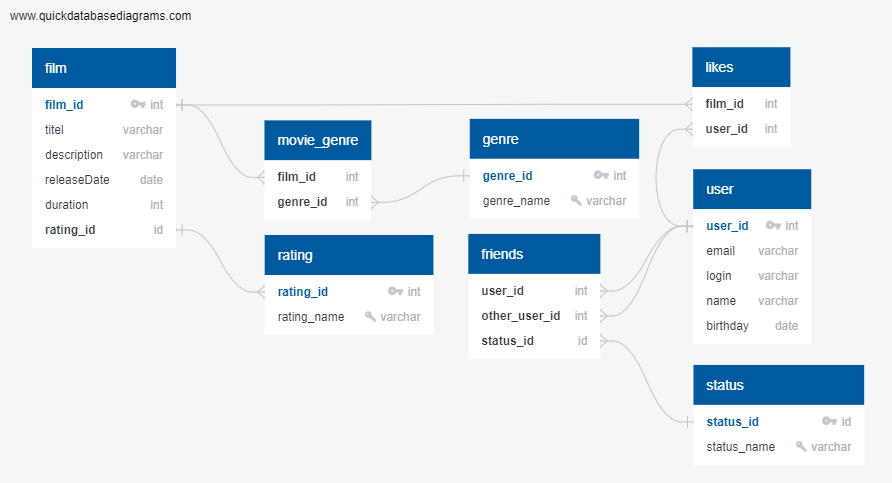 www.quickdatabasediagrams.com
film
film_id int
titel varchar
description varchar
releaseDate date
duration int
rating_id id
movie_genre
film_id int
genre_id int
rating
rating_id int
rating_name varchar
genre
genre_id int
genre_name varchar
friends
user_id int
other_user_id int
status_id id
likes
film_id int
user_id int
user
user_id int
email varchar
login varchar
name varchar
birthday date
status
status_id id
status_name varchar